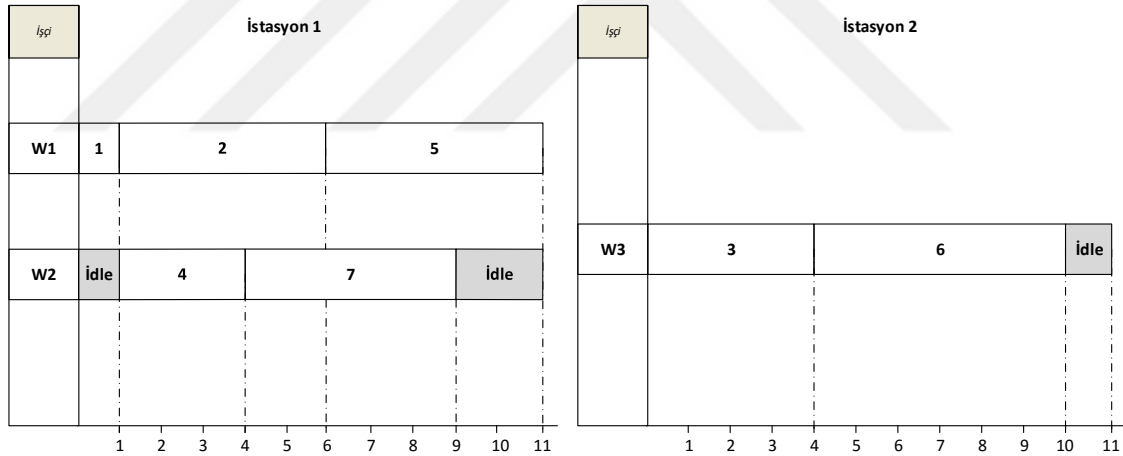 İşçi İstasyon 1
W1 1 2 5
W2 İdle 4 7 İdle
1 2 3 4 5 6 7 8 9 10 11
İşçi İstasyon 2
W3 3 6 İdle
1 2 3 4 5 6 7 8 9 10 11